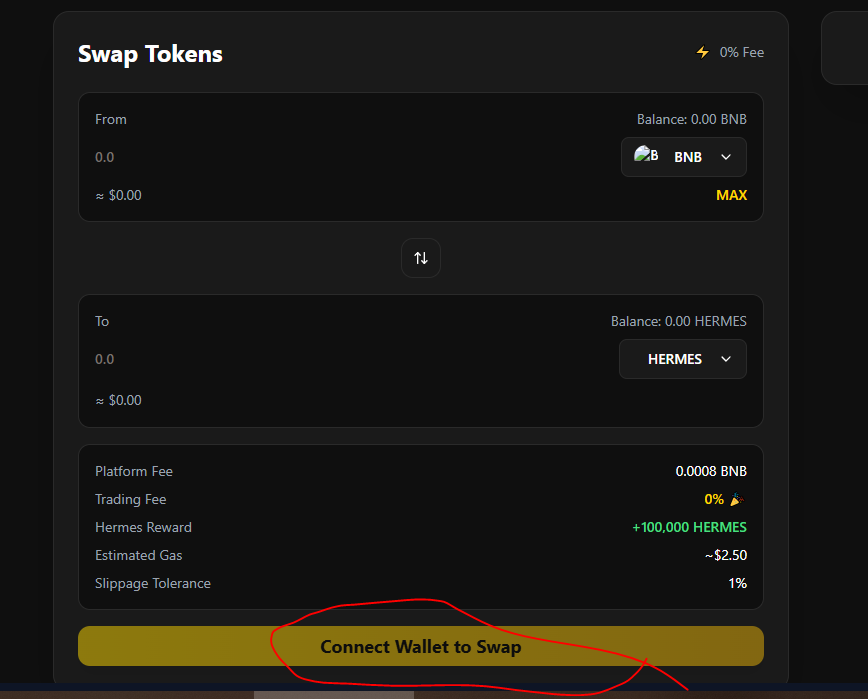 Swap Tokens
⚡ 0% Fee
From
Balance: 0.00 BNB
0.0
B
BNB
≈ $0.00
MAX
To
Balance: 0.00 HERMES
0.0
HERMES
≈ $0.00
Platform Fee
0.0008 BNB
Trading Fee
0% 🎉
Hermes Reward
+100,000 HERMES
Estimated Gas
~$2.50
Slippage Tolerance
1%
Connect Wallet to Swap